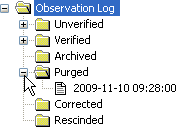 Observation Log
Unverified
Verified
Archived
Purged
2009-11-10 09:28:00
Corrected
Rescinded